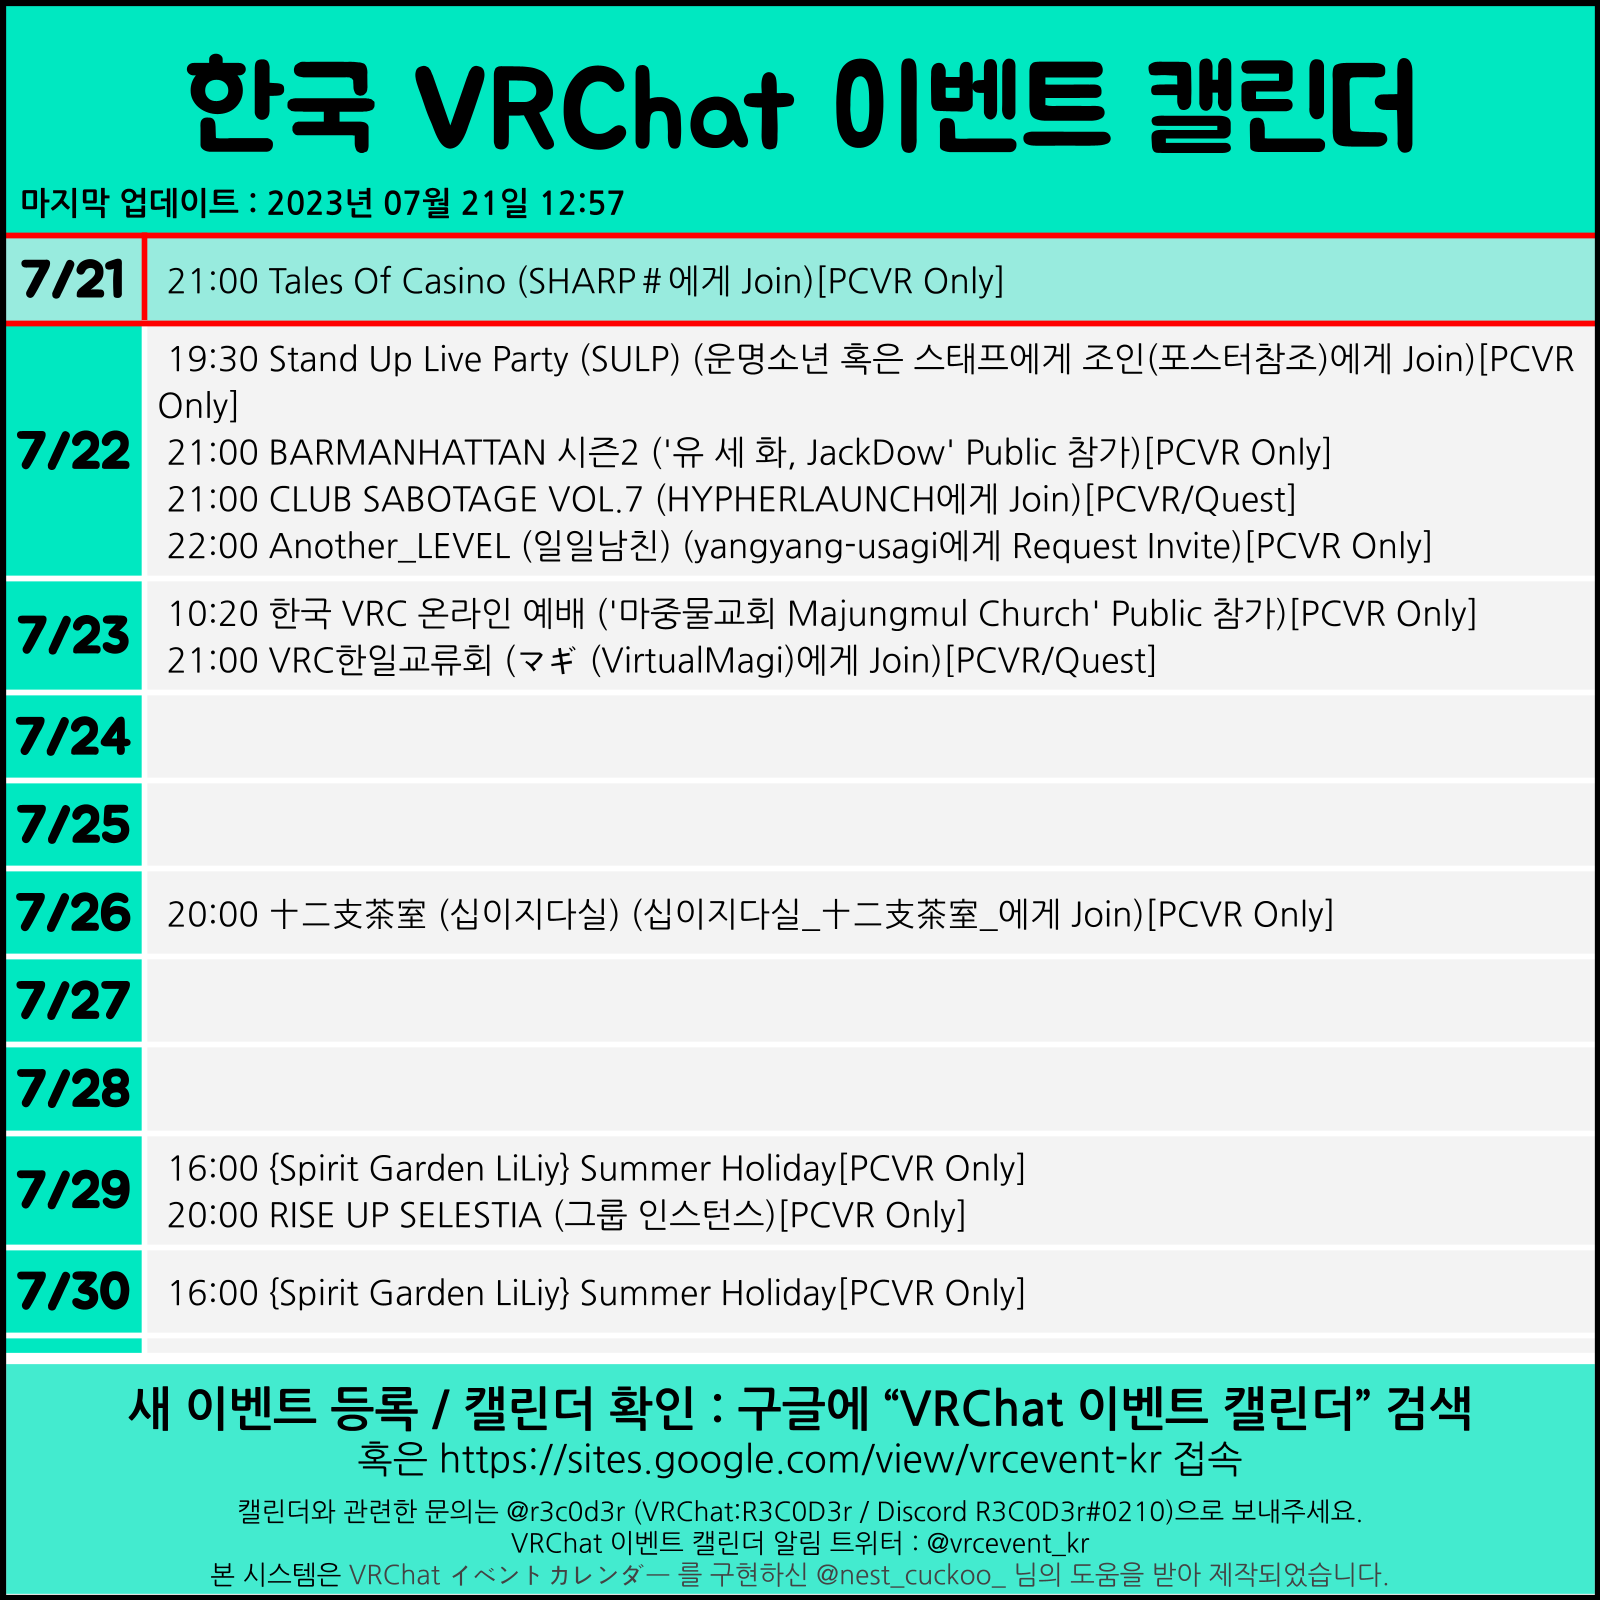 한국 VRChat 이벤트 캘린더
마지막 업데이트 : 2023년 07월 21일 12:57
7/21
21:00 Tales Of Casino (SHARP＃에게 Join)[PCVR Only]
7/22
19:30 Stand Up Live Party (SULP) (운명소년 혹은 스태프에게 조인(포스터참조)에게 Join)[PCVR
Only]
21:00 BARMANHATTAN 시즌2 ('유 세 화, JackDow' Public 참가)[PCVR Only]
21:00 CLUB SABOTAGE VOL.7 (HYPHERLAUNCH에게 Join)[PCVR/Quest]
22:00 Another_LEVEL (일일남친) (yangyang-usagi에게 Request Invite)[PCVR Only]
7/23
10:20 한국 VRC 온라인 예배 ('마중물교회 Majungmul Church' Public 참가)[PCVR Only]
21:00 VRC한일교류회 (マギ (VirtualMagi)에게 Join)[PCVR/Quest]
7/24
7/25
7/26
20:00 十二支茶室 (십이지다실) (십이지다실_十二支茶室_에게 Join)[PCVR Only]
7/27
7/28
7/29
16:00 {Spirit Garden LiLiy} Summer Holiday[PCVR Only]
20:00 RISE UP SELESTIA (그룹 인스턴스)[PCVR Only]
7/30
16:00 {Spirit Garden LiLiy} Summer Holiday[PCVR Only]
새 이벤트 등록 / 캘린더 확인 : 구글에 “VRChat 이벤트 캘린더” 검색
혹은 https://sites.google.com/view/vrcevent-kr 접속
캘린더와 관련한 문의는 @r3c0d3r (VRChat:R3C0D3r / Discord R3C0D3r#0210)으로 보내주세요.
VRChat 이벤트 캘린더 알림 트위터 : @vrcevent_kr
본 시스템은 VRChat イベントカレンダー 를 구현하신 @nest_cuckoo_ 님의 도움을 받아 제작되었습니다.